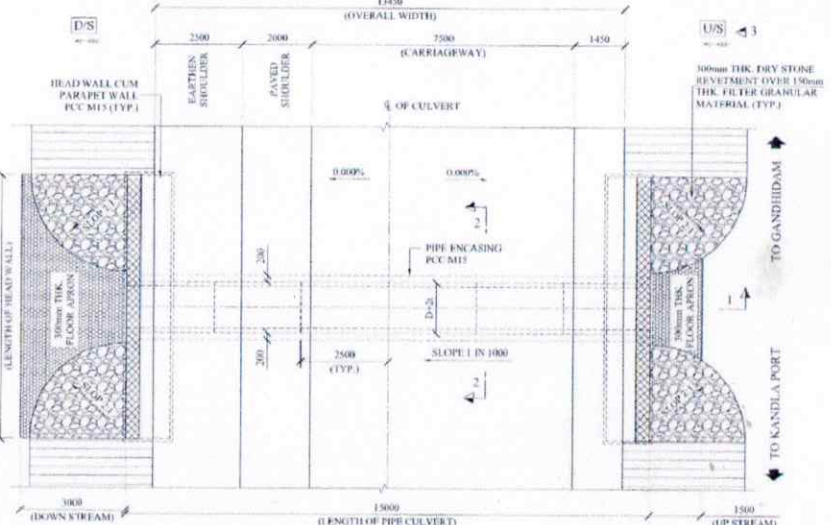 13450
(OVERALL WIDTH)
D/S
U/S
3
2500
2000
7500
1450
(CARRIAGEWAY)
EARTHEN
SHOULDER
PAVED
SHOULDER
HEAD WALL CUM
PARAPET WALL
PCC M15 (TYP.)
℄ OF CULVERT
300mm THK. DRY STONE
REVETMENT OVER 150mm
THK. FILTER GRANULAR
MATERIAL (TYP.)
0.000%
0.000%
TO GANDHIDAM
2
200
PIPE ENCASING
PCC M15
(LENGTH OF HEAD WALL)
300mm THK.
FLOOR APRON
D+2t
300mm THK.
FLOOR APRON
1
200
2500
(TYP.)
SLOPE 1 IN 1000
2
TO KANDLA PORT
3000
(DOWN STREAM)
15000
(LENGTH OF PIPE CULVERT)
1500
(UP STREAM)